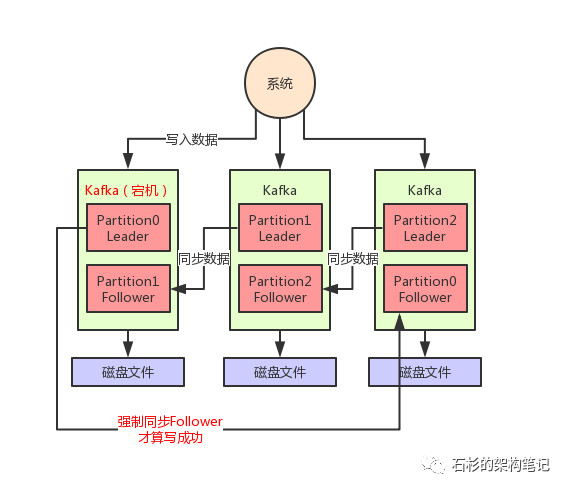 系统
写入数据
Kafka（宕机）
Kafka
Kafka
Partition0
Leader
Partition1
Leader
Partition2
Leader
同步数据
同步数据
Partition1
Follower
Partition2
Follower
Partition0
Follower
磁盘文件
磁盘文件
磁盘文件
强制同步Follower
才算写成功
石杉的架构笔记